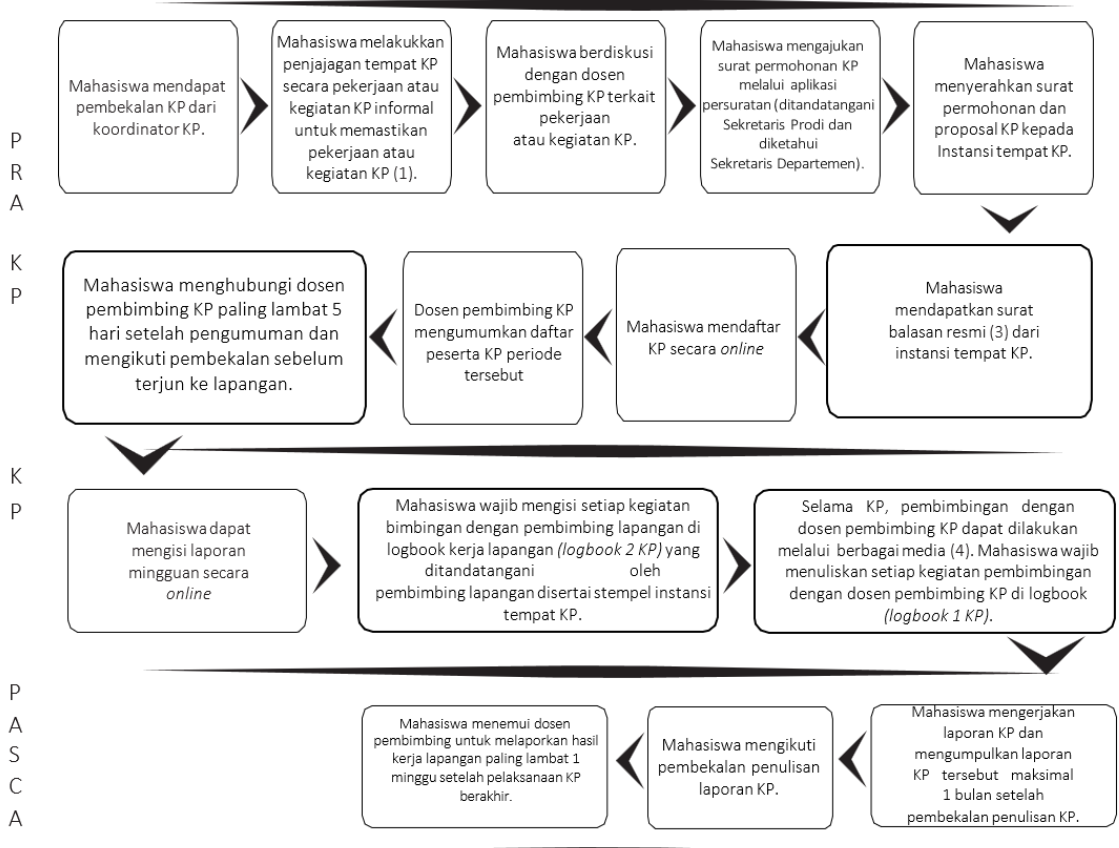 PRA KP
Mahasiswa mendapat
pembekalan KP dari
koordinator KP.
Mahasiswa melakukkan
penjajagan tempat KP
secara pekerjaan atau
kegiatan KP informal
untuk memastikan
pekerjaan atau
kegiatan KP (1).
Mahasiswa berdiskusi
dengan dosen
pembimbing KP terkait
pekerjaan
atau kegiatan KP.
Mahasiswa mengajukan
surat permohonan KP
melalui aplikasi
persuratan (ditandatangani
Sekretaris Prodi dan
diketahui
Sekretaris Departemen).
Mahasiswa
menyerahkan surat
permohonan dan
proposal KP kepada
Instansi tempat KP.
Mahasiswa
mendapatkan surat
balasan resmi (3) dari
instansi tempat KP.
Mahasiswa mendaftar
KP secara online
Dosen pembimbing KP
mengumumkan daftar
peserta KP periode
tersebut
Mahasiswa menghubungi dosen
pembimbing KP paling lambat 5
hari setelah pengumuman dan
mengikuti pembekalan sebelum
terjun ke lapangan.
KP
Mahasiswa dapat
mengisi laporan
mingguan secara
online
Mahasiswa wajib mengisi setiap kegiatan
bimbingan dengan pembimbing lapangan di
logbook kerja lapangan (logbook 2 KP) yang
ditandatangani oleh
pembimbing lapangan disertai stempel instansi
tempat KP.
Selama KP, pembimbingan dengan
dosen pembimbing KP dapat dilakukan
melalui berbagai media (4). Mahasiswa wajib
menuliskan setiap kegiatan pembimbingan
dengan dosen pembimbing KP di logbook
(logbook 1 KP).
PASCA
Mahasiswa mengerjakan
laporan KP dan
mengumpulkan laporan
KP tersebut maksimal
1 bulan setelah
pembekalan penulisan KP.
Mahasiswa mengikuti
pembekalan penulisan
laporan KP.
Mahasiswa menemui dosen
pembimbing untuk melaporkan hasil
kerja lapangan paling lambat 1
minggu setelah pelaksanaan KP
berakhir.